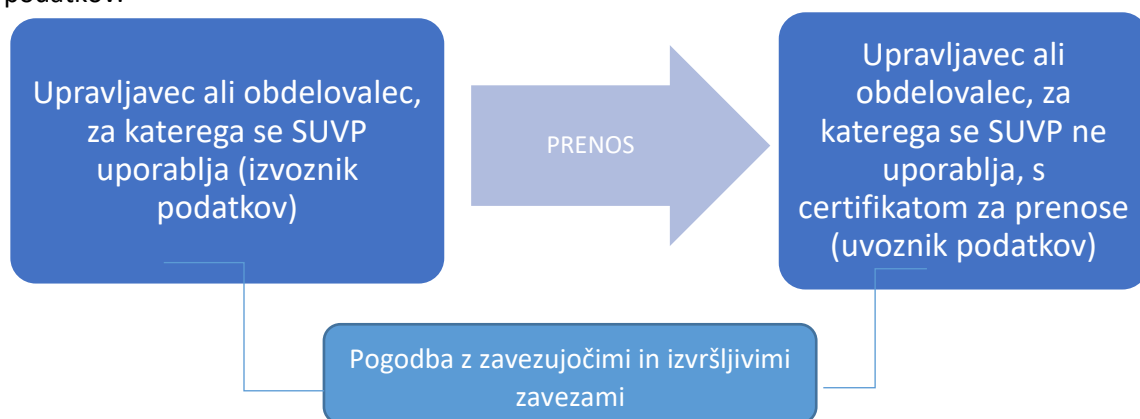 podatkov.
Upravljavec ali obdelovalec,
za katerega se SUVP
uporablja (izvoznik
podatkov)
PRENOS
Upravljavec ali
obdelovalec, za
katerega se SUVP ne
uporablja, s
certifikatom za prenose
(uvoznik podatkov)
Pogodba z zavezujočimi in izvršljivimi
zavezami